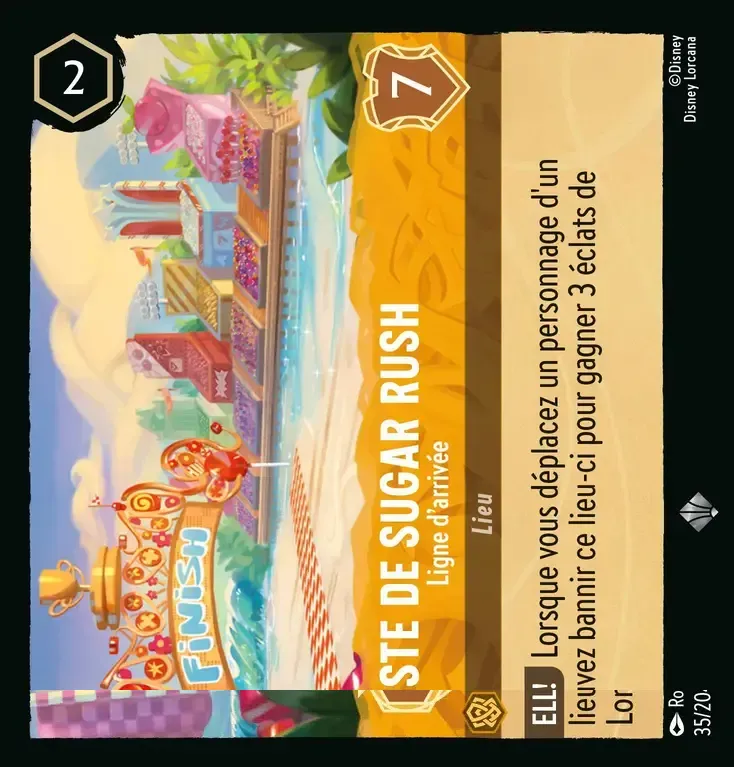 2
FINISH
7
STE DE SUGAR RUSH
Ligne d'arrivée
Lieu
ELL! Lorsque vous déplacez un personnage d'un
lieuvez bannir ce lieu-ci pour gagner 3 éclats de
Lor
Ro
35/20
©Disney
Disney Lorcana